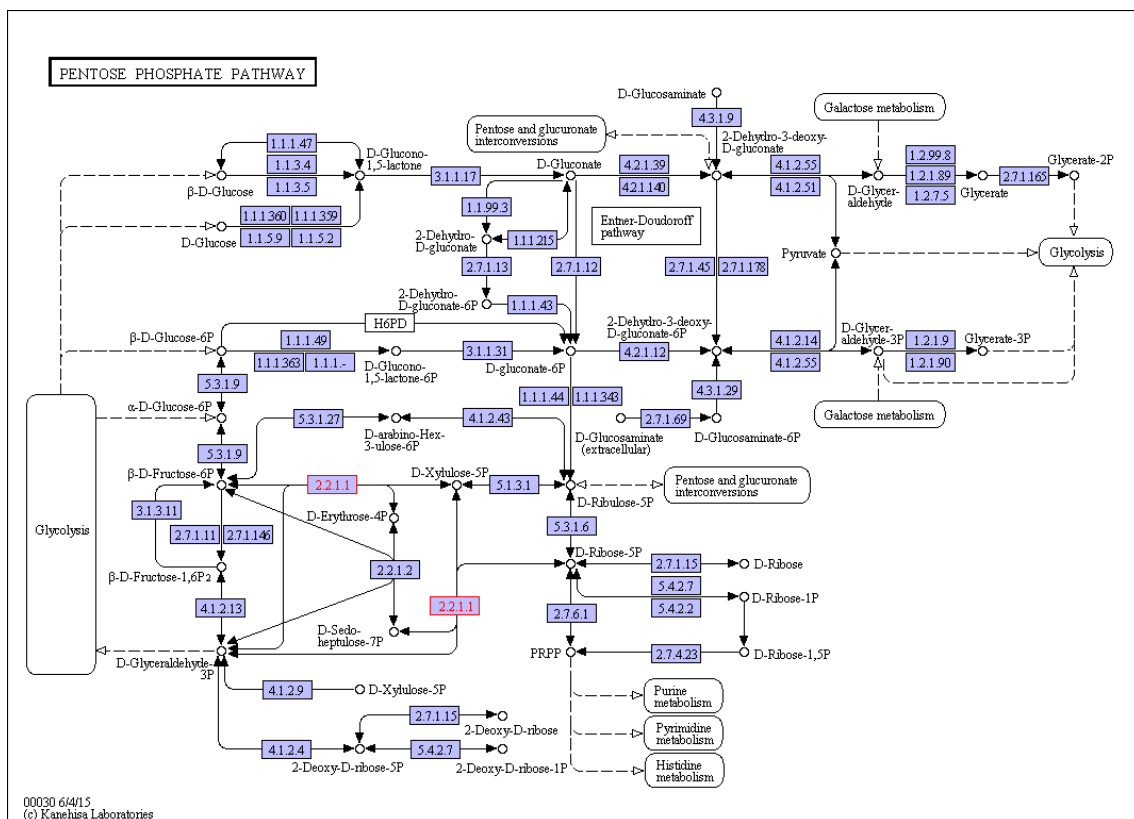 PENTOSE PHOSPHATE PATHWAY
D-Glucosaminate
4.3.1.9
Galactose metabolism
Pentose and glucuronate
interconversions
2-Dehydro-3-deoxy-
D-gluconate
1.1.1.47
1.1.3.4
1.1.3.5
β-D-Glucose
D-Glucono-
1,5-lactone
3.1.1.17
D-Gluconate
4.2.1.39
4.2.1.140
4.1.2.55
4.1.2.51
D-Glycer-
aldehyde
1.2.99.8
1.2.1.89
1.2.7.5
Glycerate
2.7.1.165
Glycerate-2P
1.1.1.360
1.1.1.359
1.1.5.9
1.1.5.2
D-Glucose
1.1.99.3
2-Dehydro-
D-gluconate
1.1.1.215
Entner-Doudoroff
pathway
2.7.1.13
2.7.1.12
2.7.1.45
2.7.1.178
Pyruvate
Glycolysis
2-Dehydro-
D-gluconate-6P
1.1.1.43
H6PD
β-D-Glucose-6P
1.1.1.49
1.1.1.363
1.1.1.-
D-Glucono-
1,5-lactone-6P
3.1.1.31
D-gluconate-6P
2-Dehydro-3-deoxy-
D-gluconate-6P
4.2.1.12
4.1.2.14
4.1.2.55
D-Glycer-
aldehyde-3P
1.2.1.9
1.2.1.90
Glycerate-3P
5.3.1.9
α-D-Glucose-6P
1.1.1.44
1.1.1.343
4.3.1.29
Galactose metabolism
5.3.1.27
D-arabino-Hex-
3-ulose-6P
4.1.2.43
D-Glucosaminate
(extracellular)
2.7.1.69
D-Glucosaminate-6P
5.3.1.9
β-D-Fructose-6P
2.2.1.1
D-Xylulose-5P
5.1.3.1
D-Ribulose-5P
Pentose and glucuronate
interconversions
Glycolysis
3.1.3.11
2.7.1.11
2.7.1.146
D-Erythrose-4P
5.3.1.6
β-D-Fructose-1,6P2
2.2.1.2
D-Ribose-5P
2.7.1.15
D-Ribose
4.1.2.13
2.2.1.1
2.7.6.1
5.4.2.7
5.4.2.2
D-Ribose-1P
D-Sedo-
heptulose-7P
D-Glyceraldehyde-
3P
PRPP
2.7.4.23
D-Ribose-1,5P
4.1.2.9
D-Xylulose-5P
Purine
metabolism
2.7.1.15
2-Deoxy-D-ribose
Pyrimidine
metabolism
4.1.2.4
2-Deoxy-D-ribose-5P
5.4.2.7
2-Deoxy-D-ribose-1P
Histidine
metabolism
00030 6/4/15
(c) Kanehisa Laboratories